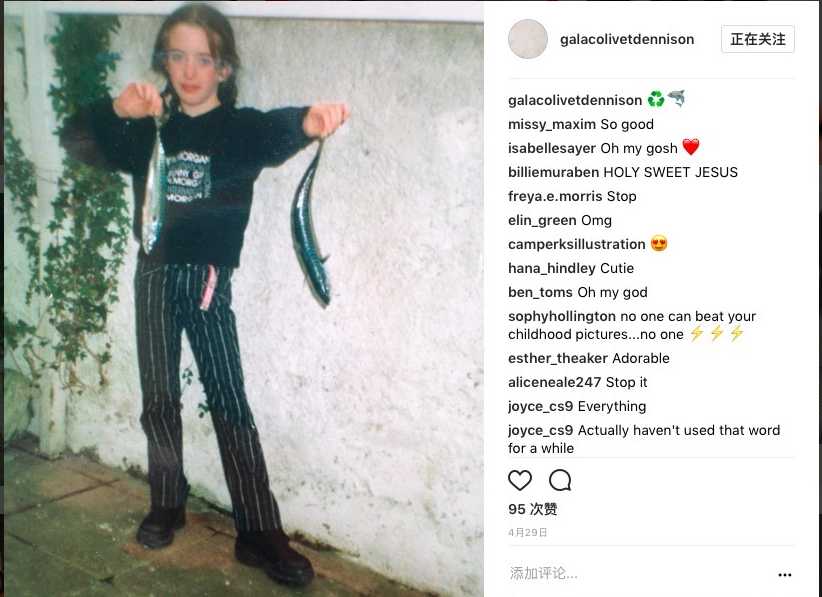 MORGAN
galacolivetdennison
正在关注
galacolivetdennison ♻️🐬
missy_maxim So good
isabellesayer Oh my gosh ❤️
billiemuraben HOLY SWEET JESUS
freya.e.morris Stop
elin_green Omg
camperksillustration 😍
hana_hindley Cutie
ben_toms Oh my god
sophyhollington no one can beat your
childhood pictures...no one ⚡️⚡️⚡️
esther_theaker Adorable
aliceneale247 Stop it
joyce_cs9 Everything
joyce_cs9 Actually haven't used that word
for a while
95 次赞
4月29日
添加评论...